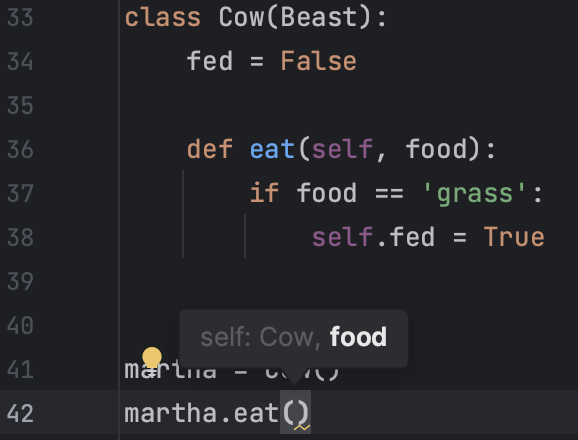 33 class Cow(Beast):
34 fed = False
35
36 def eat(self, food):
37 if food == 'grass':
38 self.fed = True
39
40
self: Cow, food
41 martha = Cow()
42 martha.eat()